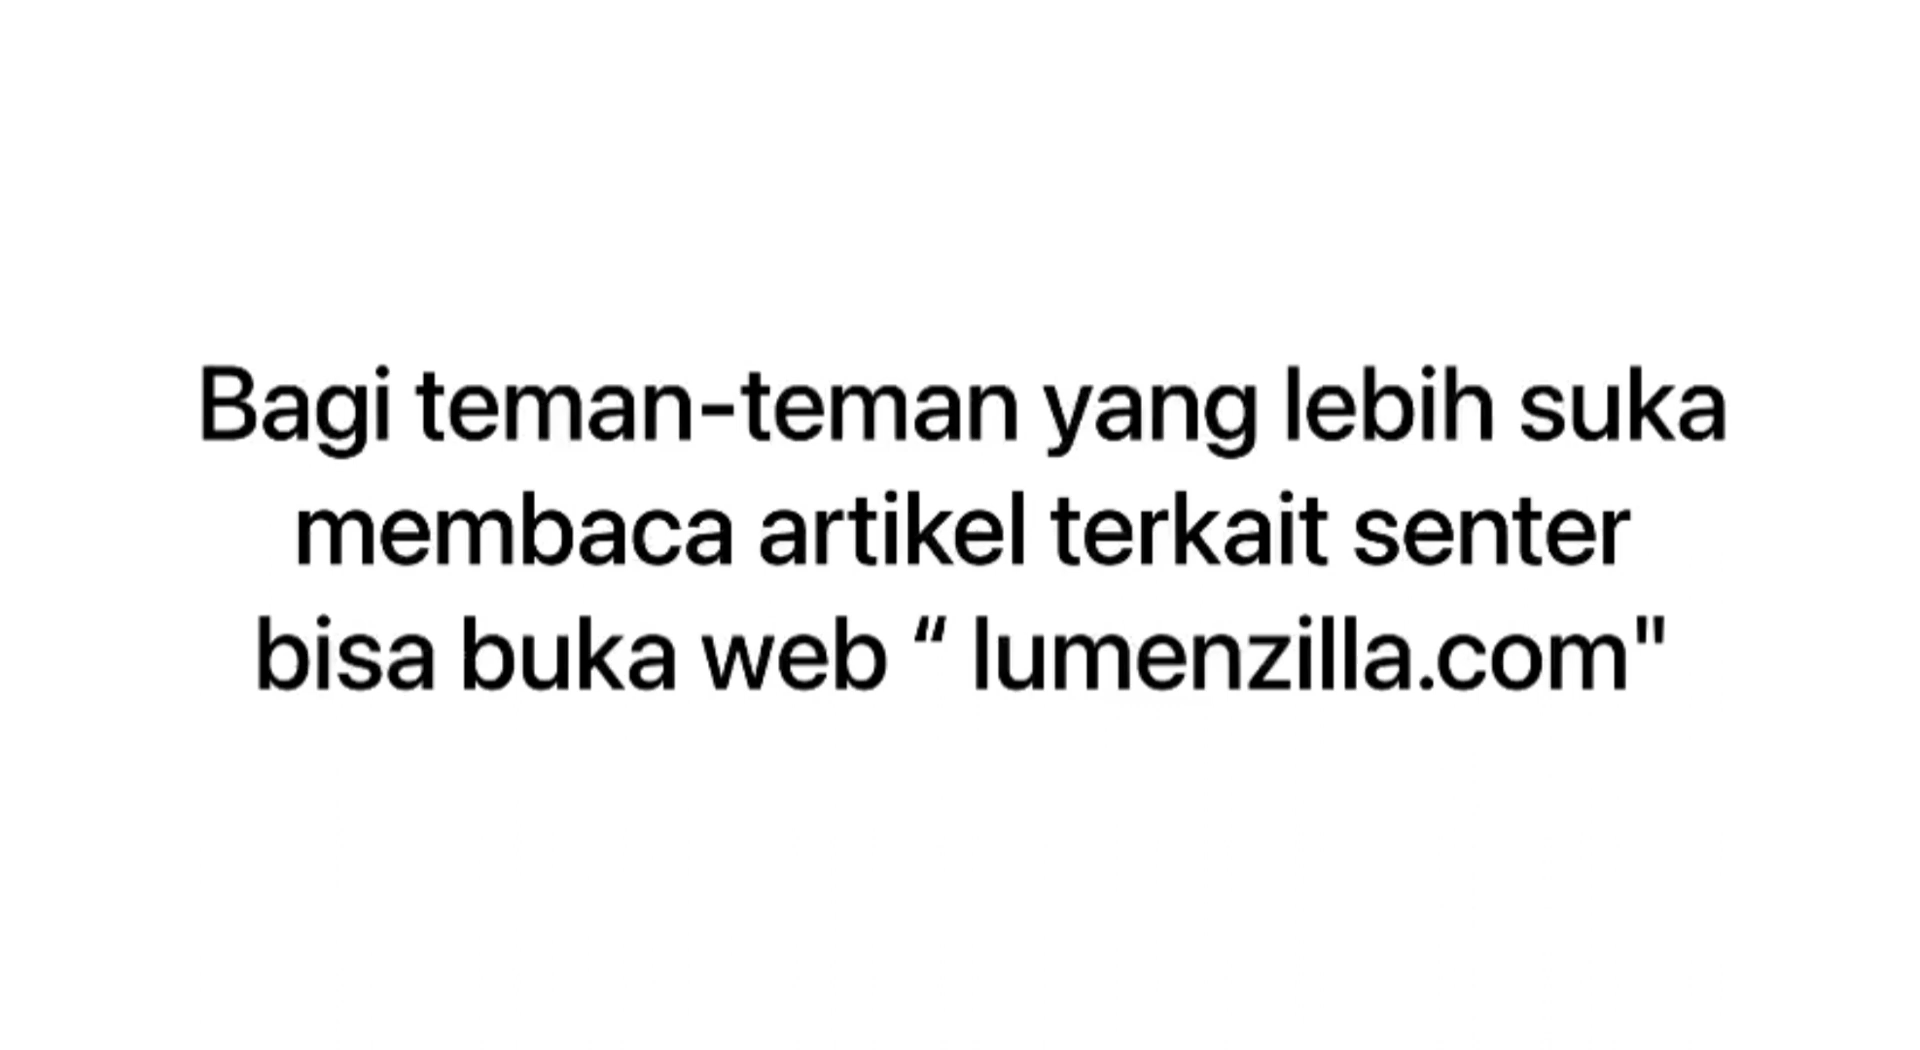 Bagi teman-teman yang lebih suka
membaca artikel terkait senter
bisa buka web “ lumenzilla.com"